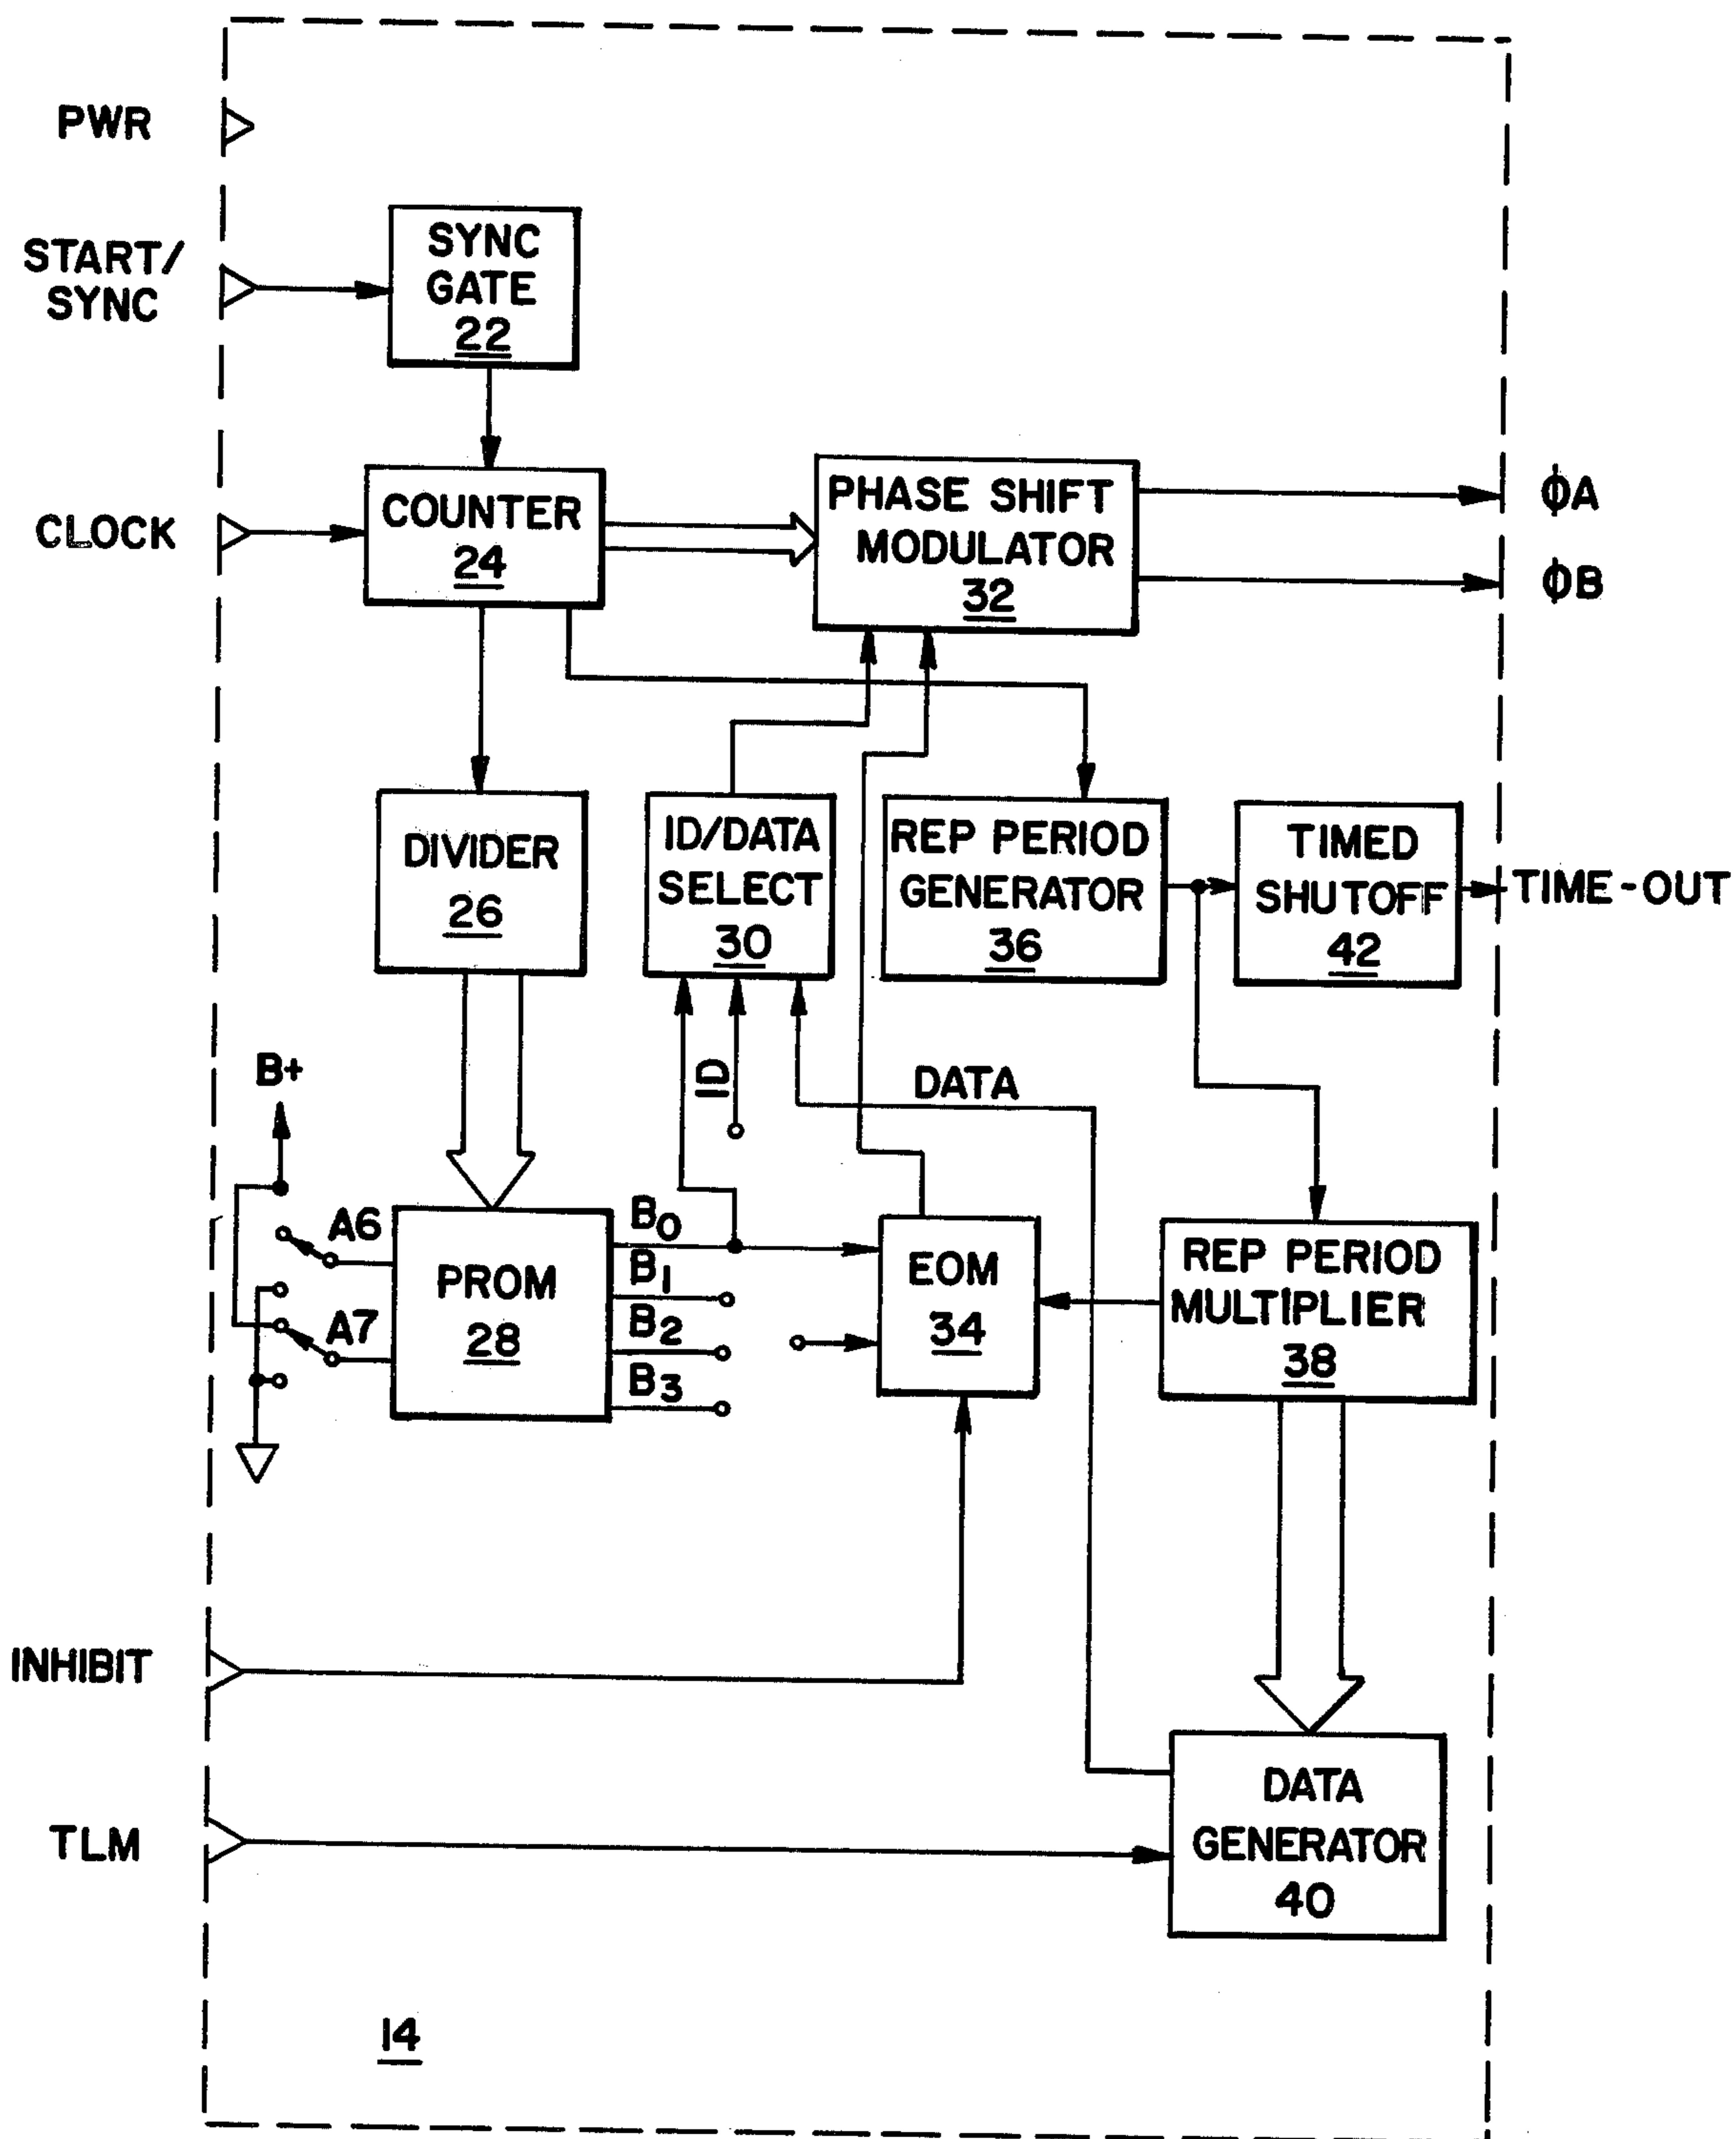 PWR
START/
SYNC
SYNC
GATE
22
CLOCK
COUNTER
24
PHASE SHIFT
MODULATOR
32
ϕA
ϕB
DIVIDER
26
ID/DATA
SELECT
30
REP PERIOD
GENERATOR
36
TIMED
SHUTOFF
42
TIME-OUT
B+
ID
DATA
A6
A7
PROM
28
B0
B1
B2
B3
EOM
34
REP PERIOD
MULTIPLIER
38
INHIBIT
TLM
DATA
GENERATOR
40
14